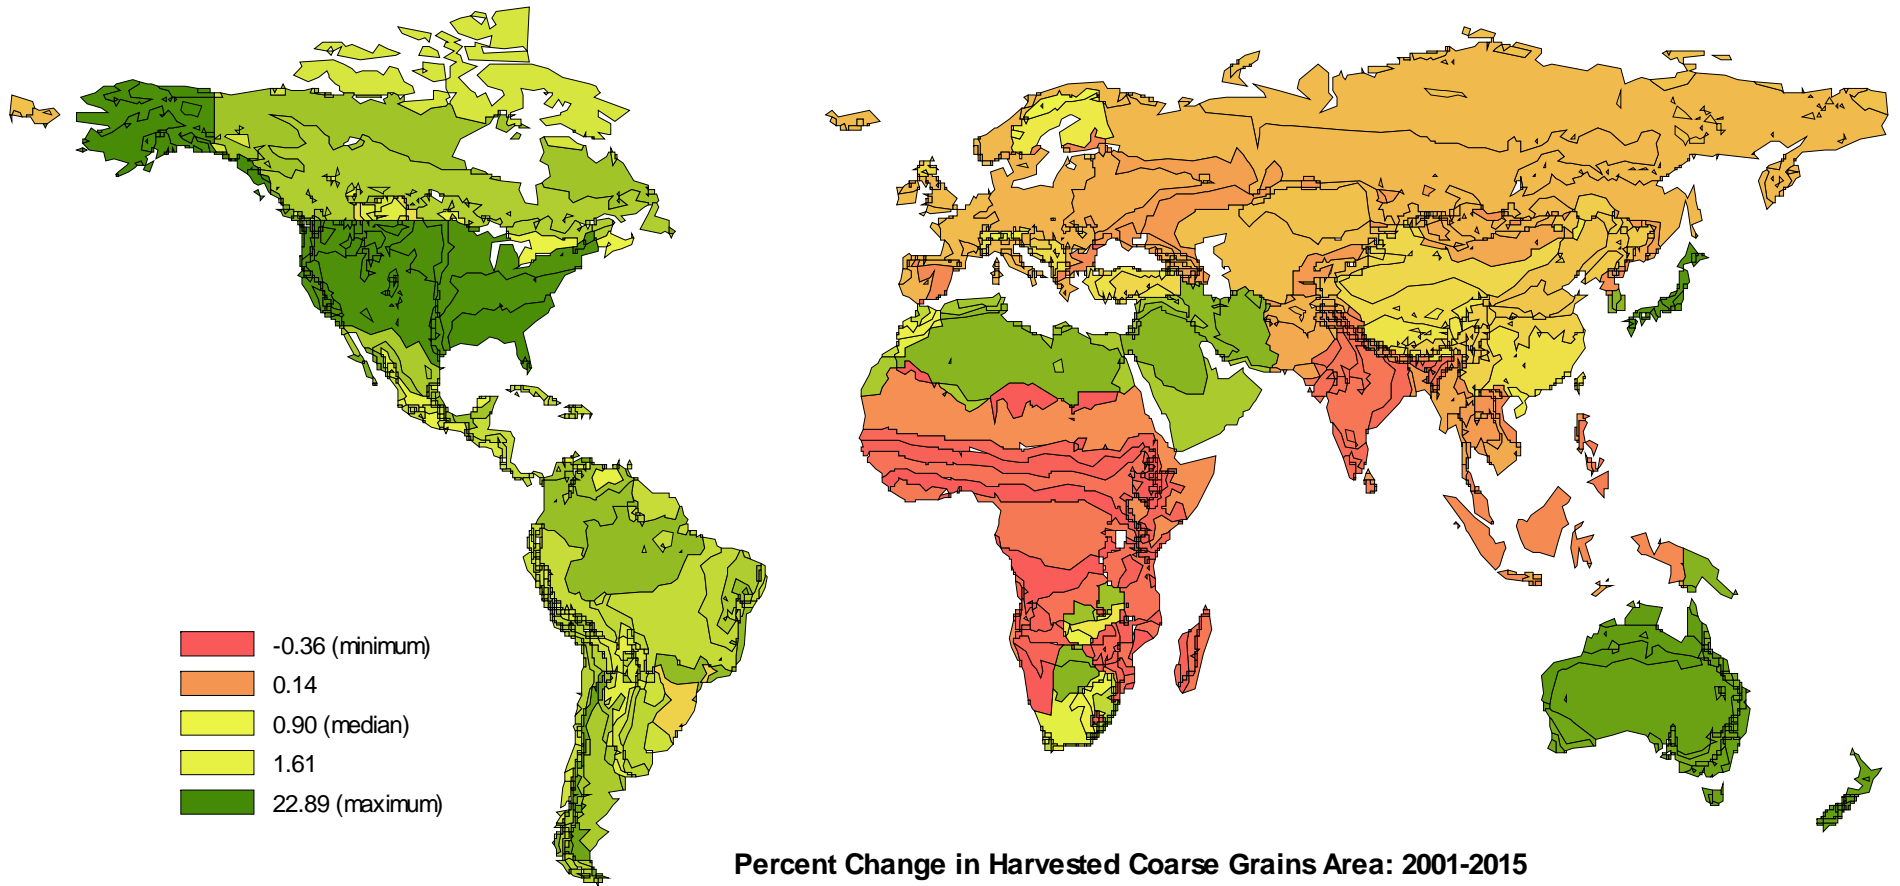 -0.36 (minimum)
0.14
0.90 (median)
1.61
22.89 (maximum)
Percent Change in Harvested Coarse Grains Area: 2001-2015